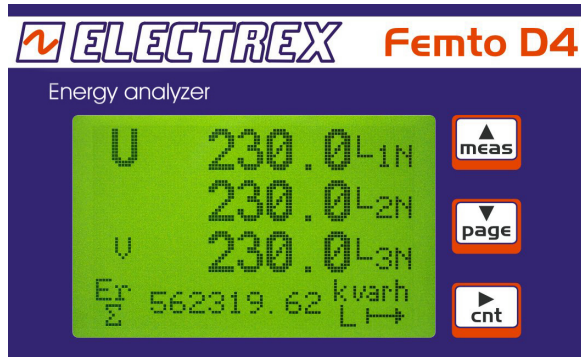 ELECTREX Femto D4
Energy analyzer
U 230.0 L1N
230.0 L2N
V 230.0 L3N
Er Σ 562319.62 kvarh L
meas
page
cnt